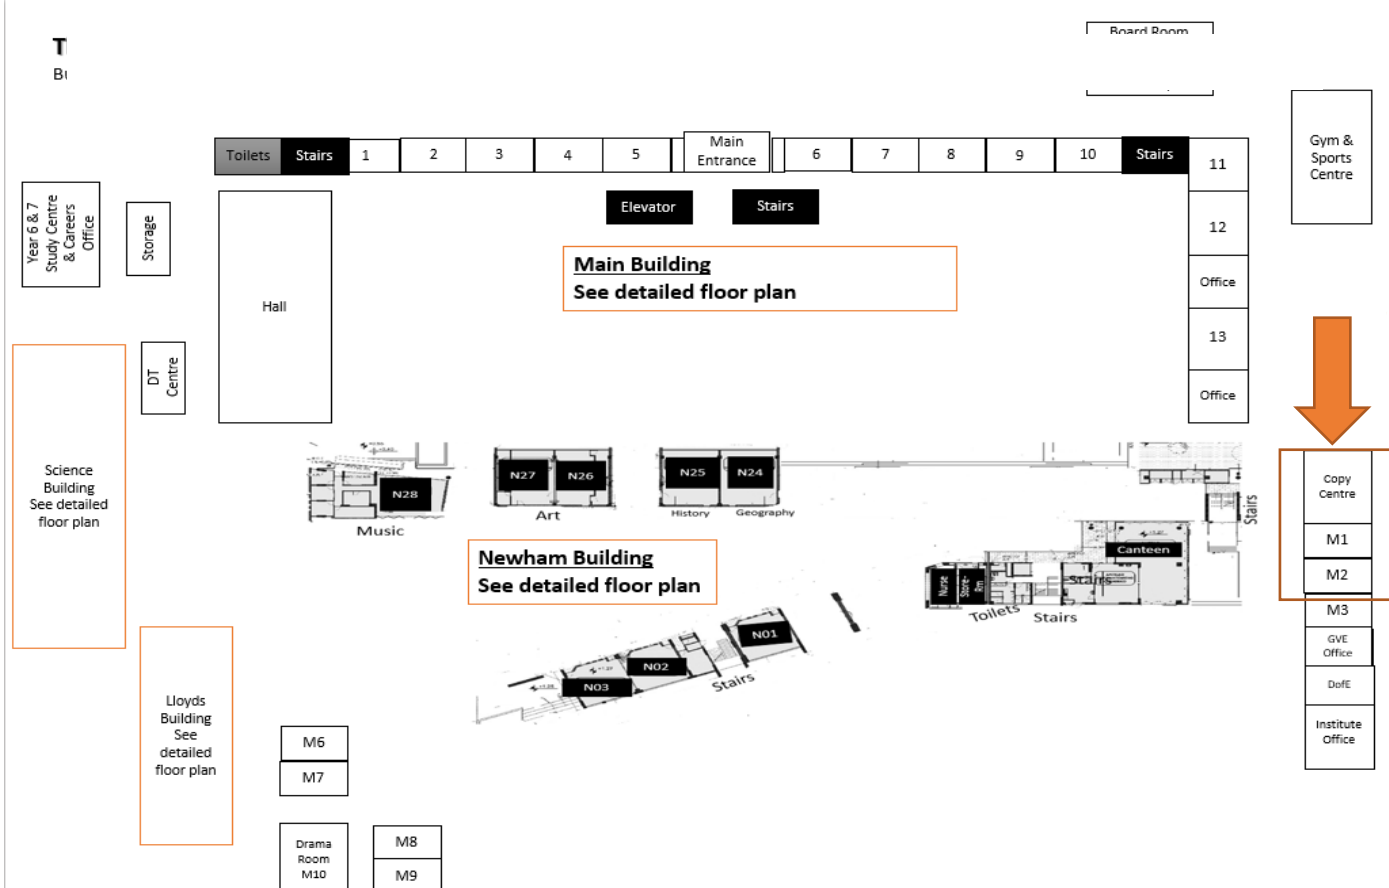 Board Room
Toilets
Stairs
1
2
3
4
5
Main
Entrance
6
7
8
9
10
Stairs
11
Gym &
Sports
Centre
Year 6 & 7
Study Centre
& Careers
Office
Storage
Elevator
Stairs
12
Main Building
See detailed floor plan
Office
Hall
13
DT
Centre
Office
Science
Building
See detailed
floor plan
N28
Music
N27
N26
Art
N25
N24
History
Geography
Stairs
Copy
Centre
M1
M2
M3
GVE
Office
DofE
Institute
Office
Newham Building
See detailed floor plan
Canteen
Stairs
Nurse
Store-
Rm
Toilets
Stairs
N01
N02
N03
Stairs
Lloyds
Building
See
detailed
floor plan
M6
M7
Drama
Room
M10
M8
M9